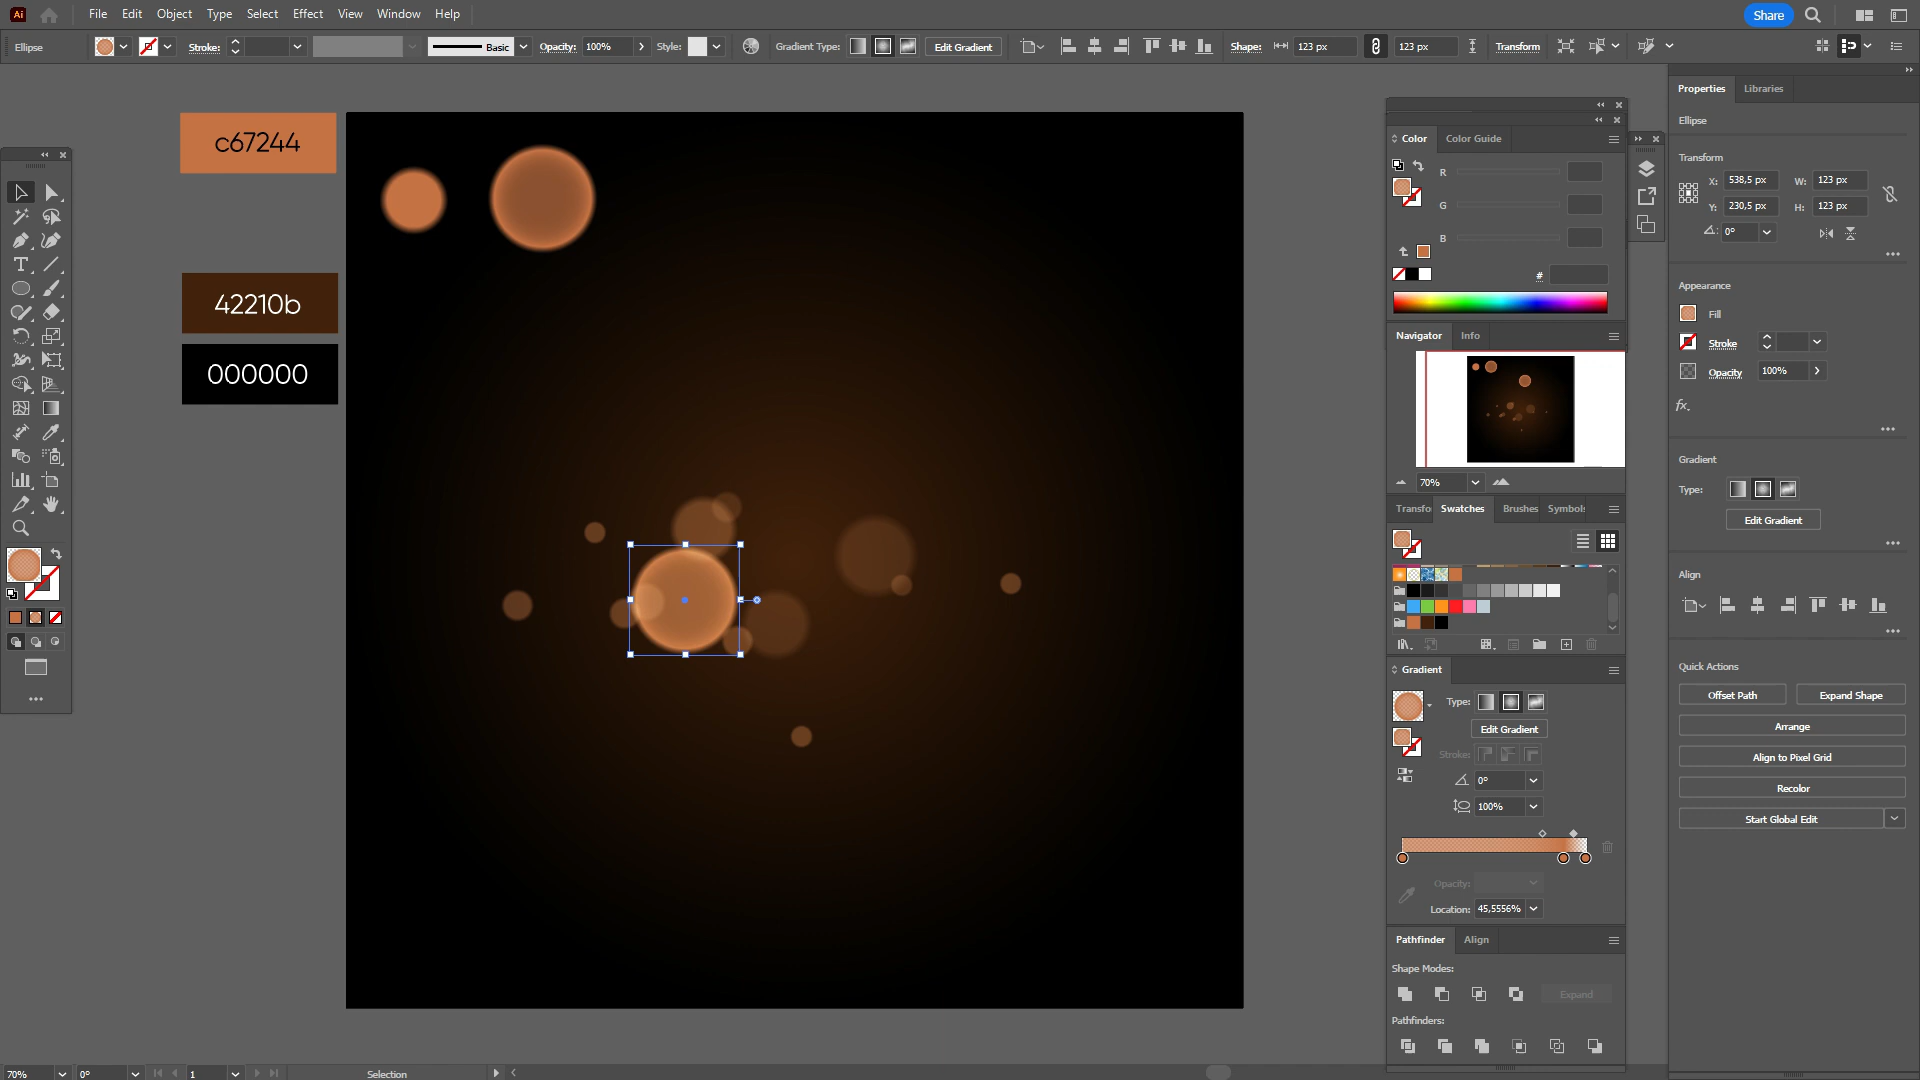 Ai File Edit Object Type Select Effect View Window Help Share
Ellipse Stroke: Basic Opacity: 100% Style: Gradient Type: Edit Gradient Shape: 123 px 123 px Transform
Properties Libraries
Ellipse
Transform
X: 538,5 px W: 123 px
Y: 230,5 px H: 123 px
0°
Appearance
Fill
Stroke
Opacity 100%
fx.
Gradient
Type:
Edit Gradient
Align
Quick Actions
Offset Path Expand Shape
Arrange
Align to Pixel Grid
Recolor
Start Global Edit
c67244
42210b
000000
Color Color Guide
R
G
B
#
Navigator Info
70%
Transfo Swatches Brushes Symbols
Gradient
Type:
Edit Gradient
Stroke:
0°
100%
Opacity:
Location: 45,5556%
Pathfinder Align
Shape Modes:
Expand
Pathfinders:
70% 0° 1 Selection